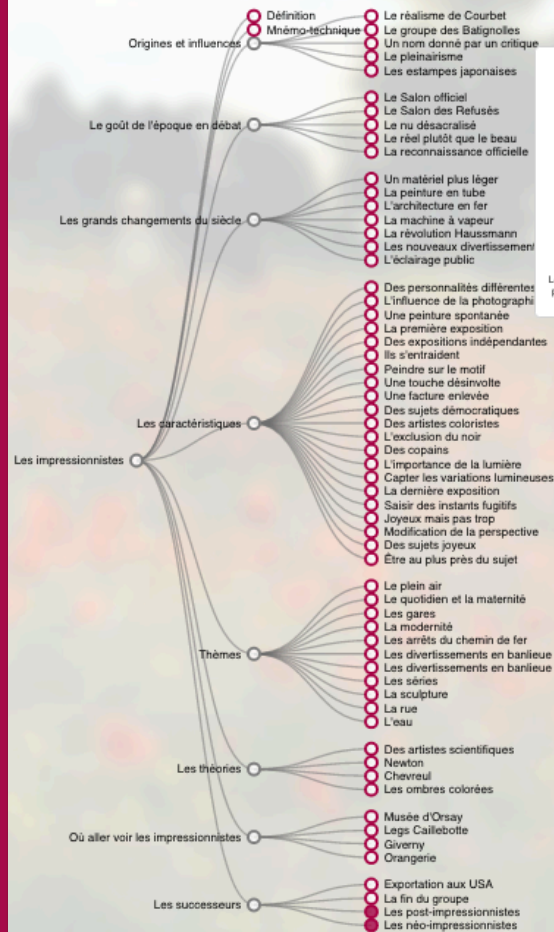 Les impressionnistes
Définition
Mnémo-technique
Origines et influences
Le réalisme de Courbet
Le groupe des Batignolles
Un nom donné par un critique
Le pleinairisme
Les estampes japonaises
Le goût de l'époque en débat
Le Salon officiel
Le Salon des Refusés
Le nu désacralisé
Le réel plutôt que le beau
La reconnaissance officielle
Les grands changements du siècle
Un matériel plus léger
La peinture en tube
L'architecture en fer
La machine à vapeur
La révolution Haussmann
Les nouveaux divertissement
L'éclairage public
Les caractéristiques
Des personnalités différentes
L'influence de la photographi
Une peinture spontanée
La première exposition
Des expositions indépendantes
Ils s'entraident
Peindre sur le motif
Une touche désinvolte
Une facture enlevée
Des sujets démocratiques
Des artistes coloristes
L'exclusion du noir
Des copains
L'importance de la lumière
Capter les variations lumineuses
La dernière exposition
Saisir des instants fugitifs
Joyeux mais pas trop
Modification de la perspective
Des sujets joyeux
Être au plus près du sujet
Thèmes
Le plein air
Le quotidien et la maternité
Les gares
La modernité
Les arrêts du chemin de fer
Les divertissements en banlieue
Les divertissements en banlieue
Les séries
La sculpture
La rue
L'eau
Les théories
Des artistes scientifiques
Newton
Chevreul
Les ombres colorées
Où aller voir les impressionnistes
Musée d'Orsay
Legs Caillebotte
Giverny
Orangerie
Les successeurs
Exportation aux USA
La fin du groupe
Les post-impressionnistes
Les néo-impressionnistes